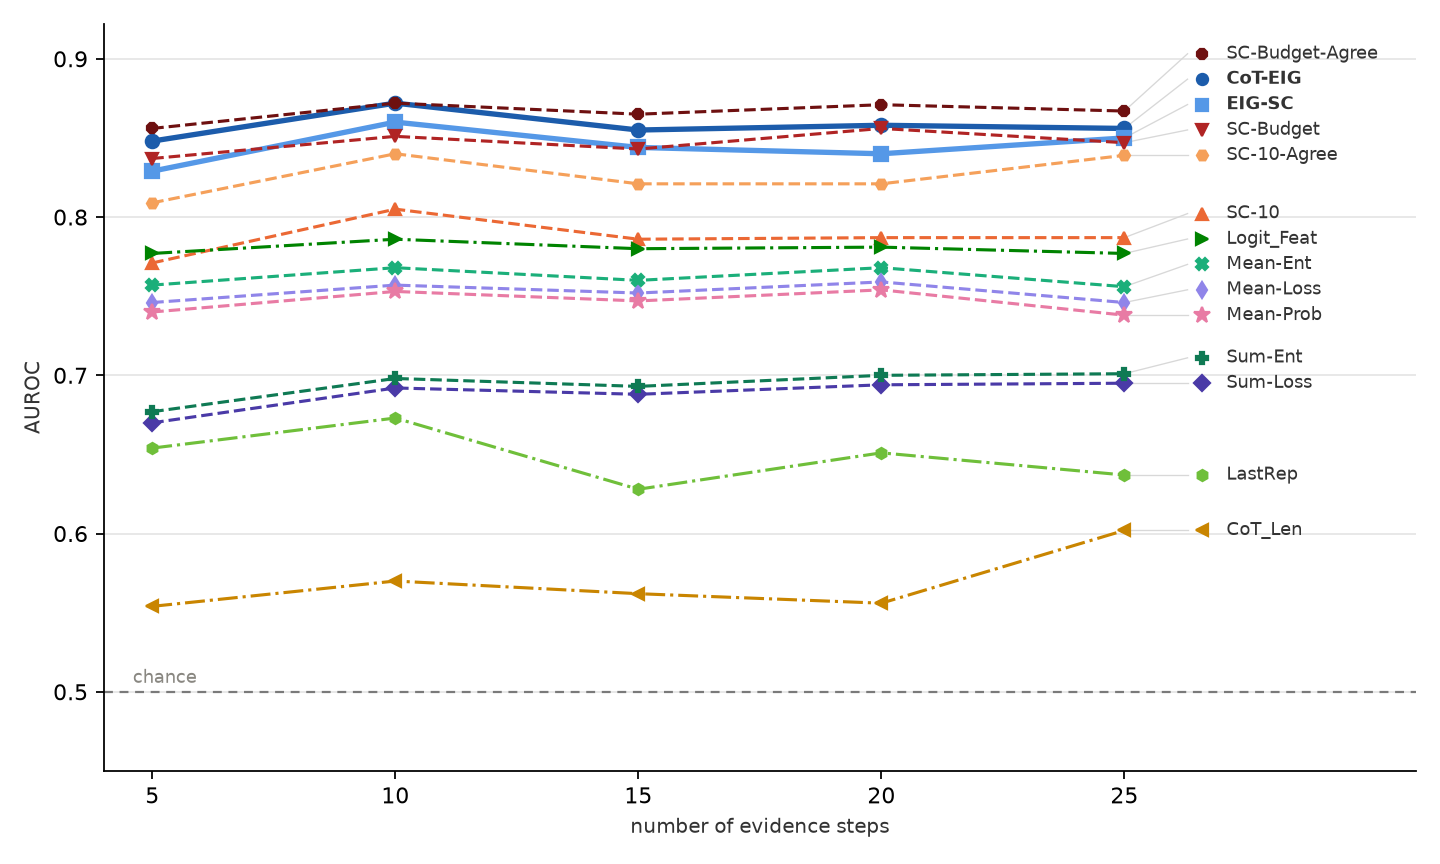 0.9
0.8
0.7
0.6
0.5
AUROC
chance
5
10
15
20
25
number of evidence steps
SC-Budget-Agree
CoT-EIG
EIG-SC
SC-Budget
SC-10-Agree
SC-10
Logit_Feat
Mean-Ent
Mean-Loss
Mean-Prob
Sum-Ent
Sum-Loss
LastRep
CoT_Len